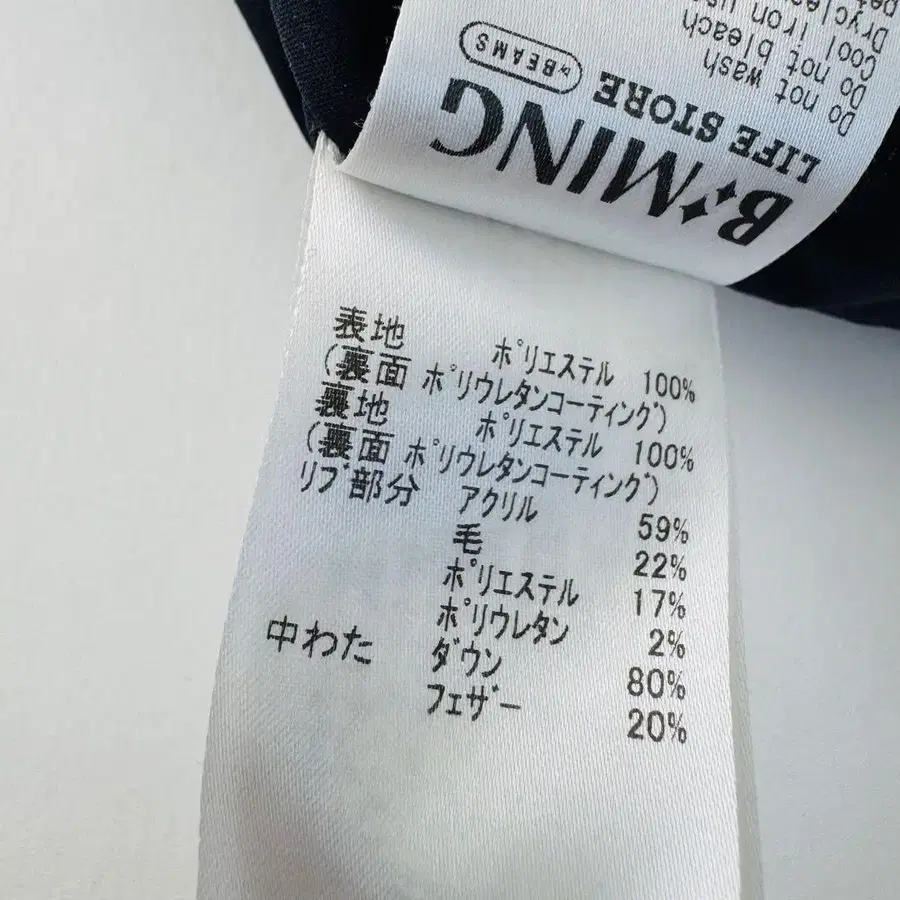 B✦MING
LIFE STORE
by BEAMS
Do not wash
Do not bleach
Cool iron
表地 ポリエステル 100%
(裏面 ポリウレタンコーティング)
裏地 ポリエステル 100%
(裏面 ポリウレタンコーティング)
リブ部分 アクリル 59%
毛 22%
ポリエステル 17%
ポリウレタン 2%
中わた ダウン 80%
フェザー 20%